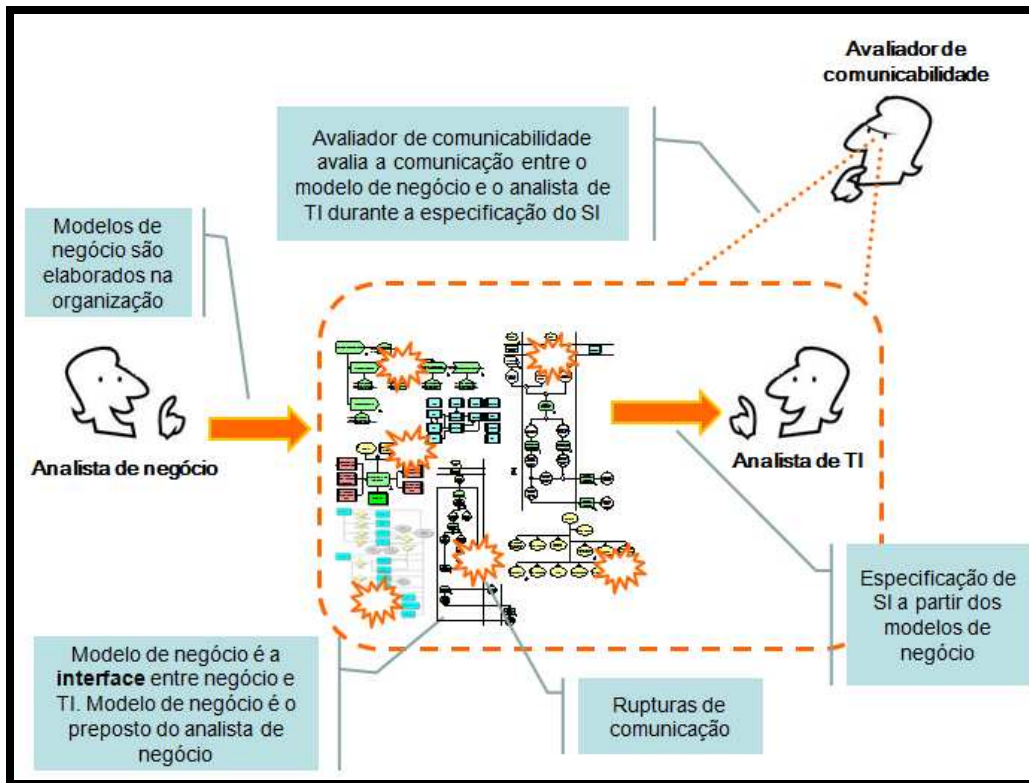 Avaliador de
comunicabilidade
Avaliador de comunicabilidade
avalia a comunicação entre o
modelo de negócio e o analista de
TI durante a especificação do SI
Modelos de
negócio são
elaborados na
organização
Analista de negócio
Analista de TI
Especificação de
SI a partir dos
modelos de
negócio
Modelo de negócio é a
interface entre negócio e
TI. Modelo de negócio é o
preposto do analista de
negócio
Rupturas de
comunicação